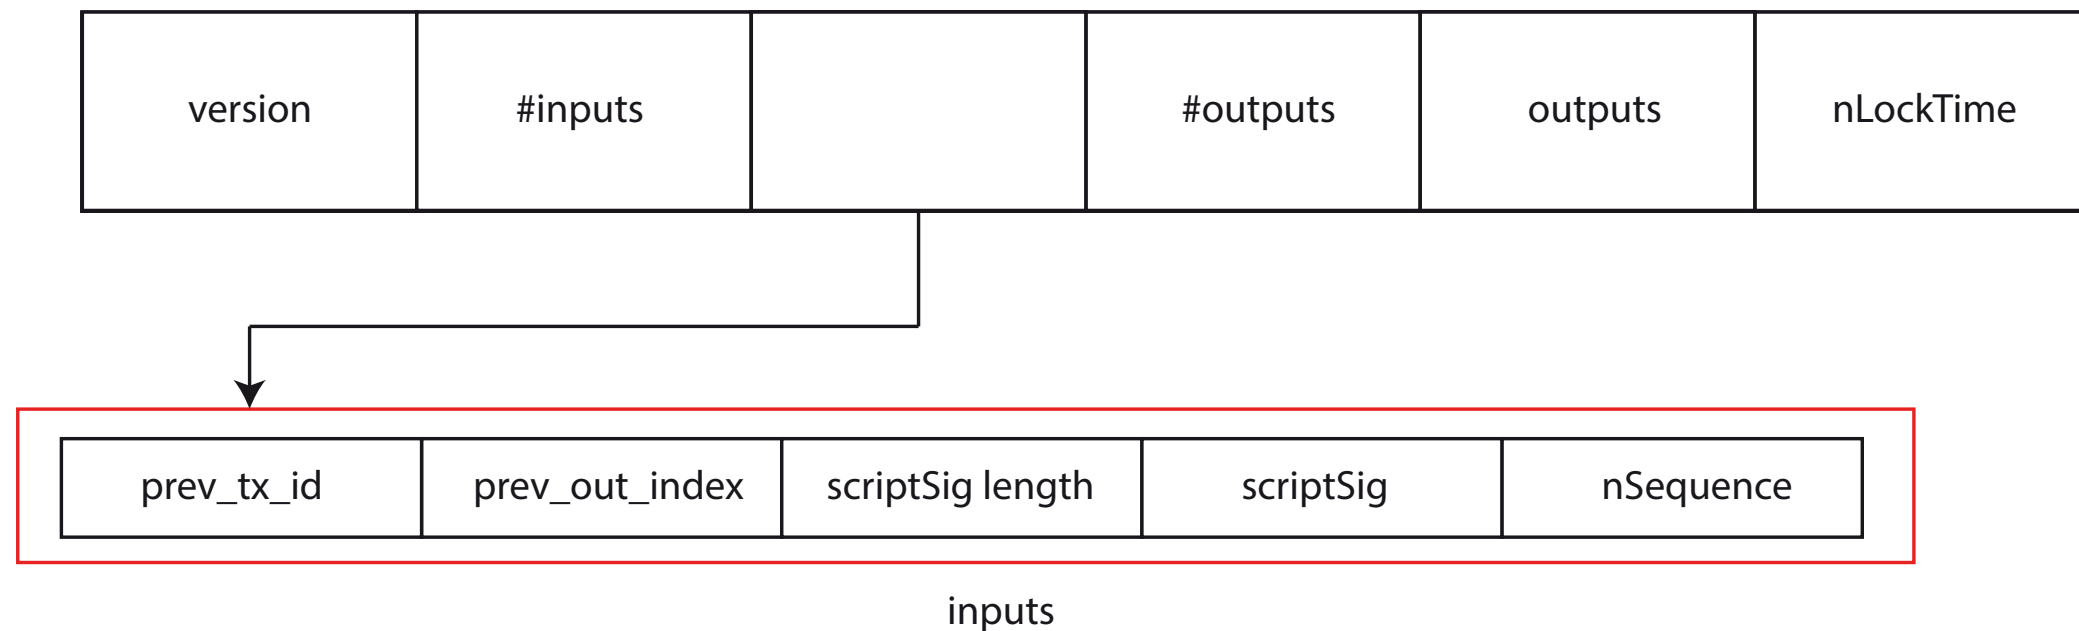 version #inputs #outputs outputs nLockTime
prev_tx_id prev_out_index scriptSig length scriptSig nSequence
inputs